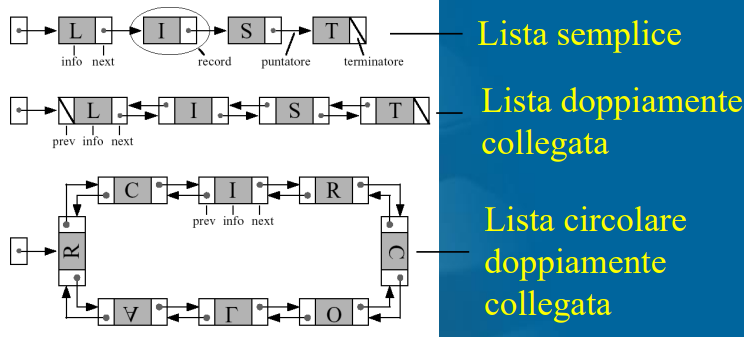 L I S T
Lista semplice
info next record puntatore terminatore
L I S T
Lista doppiamente
collegata
prev info next
C I R
prev info next
R C
Lista circolare
doppiamente
collegata
A L O